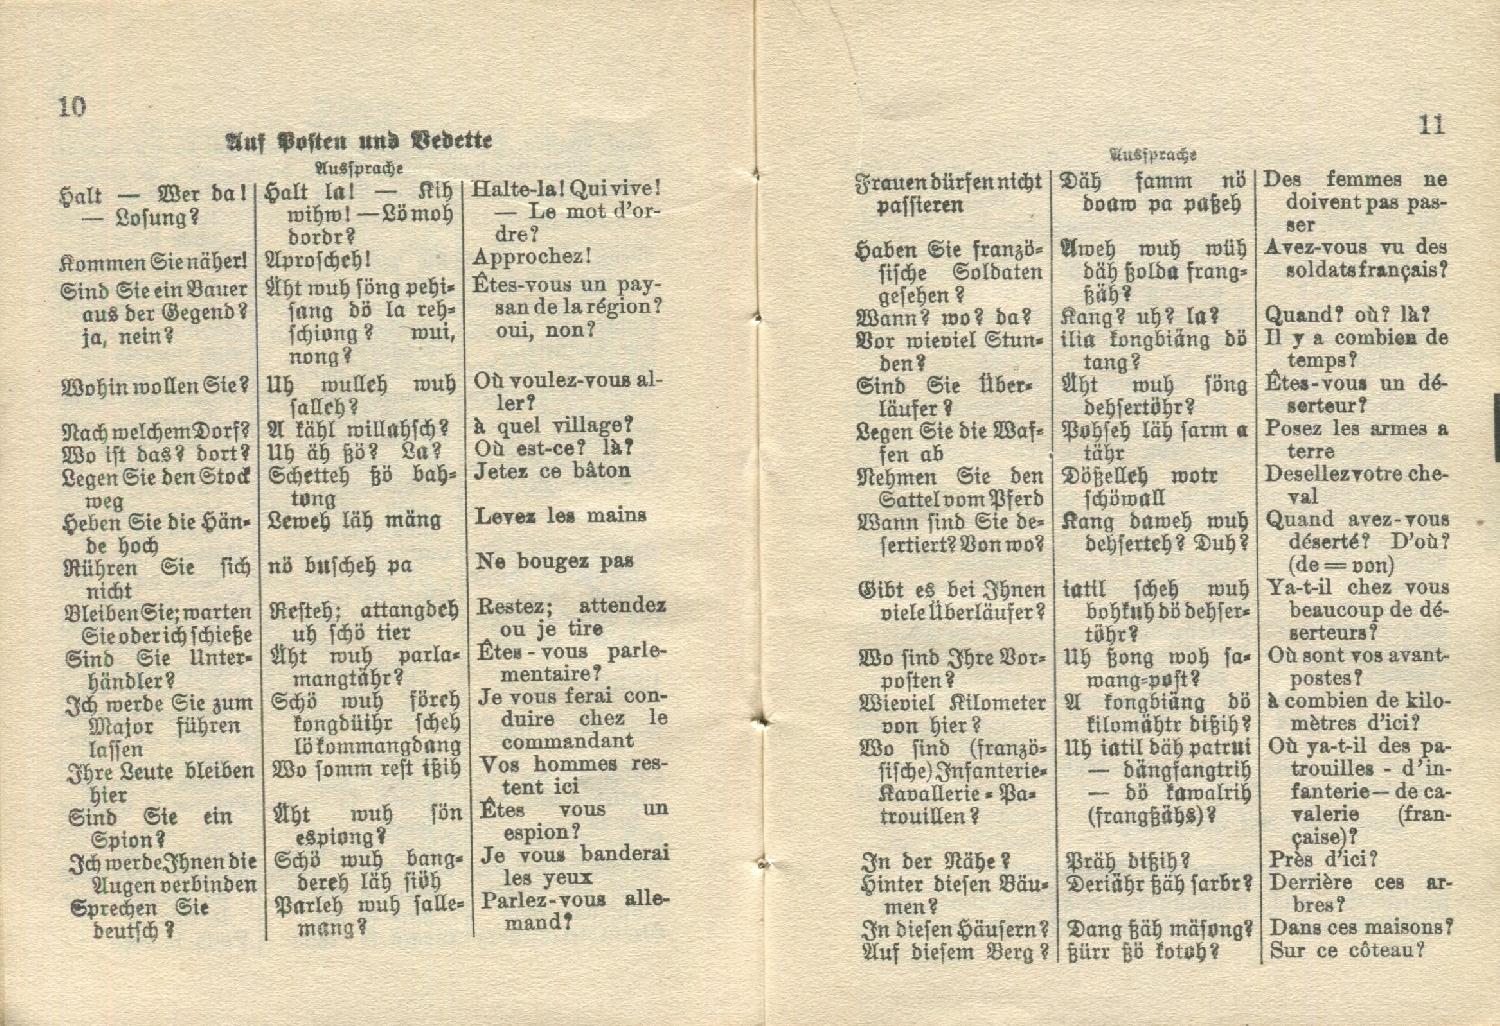 10
Auf Posten und Vedette
Aussprache
Halt — Wer da!
— Losung?
Kommen Sie näher!
Sind Sie ein Bauer
aus der Gegend?
ja, nein?
Wohin wollen Sie?
Nach welchem Dorf?
Wo ist das? dort?
Legen Sie den Stock
weg
Heben Sie die Hän-
de hoch
Rühren Sie sich
nicht
Bleiben Sie; warten
Sie oder ich schieße
Sind Sie Unter-
händler?
Ich werde Sie zum
Major führen
lassen
Ihre Leute bleiben
hier
Sind Sie ein
Spion?
Ich werde Ihnen die
Augen verbinden
Sprechen Sie
deutsch?
Halt la! — Kih
wihw! — Lö moh
dordr?
Aproscheh!
Äht wuh söng pehi-
sang dö la reh-
schiong? wui,
nong?
Uh wulleh wuh
salleh?
A kähl willahsch?
Uh äh ßö? La?
Schetteh ßö bah-
tong
Leweh läh mäng
nö buscheh pa
Resteh; attangdeh
uh schö tier
Äht wuh parla-
mangtähr?
Schö wuh föreh
kongdüihr scheh
lö kommangdang
Wo somm rest ißih
Äht wuh sön
espiong?
Schö wuh bang-
dereh läh siöh
Parleh wuh salle-
mang?
Halte-la! Qui vive!
— Le mot d'or-
dre?
Approchez!
Êtes-vous un pay-
san de la région?
oui, non?
Où voulez-vous al-
ler?
à quel village?
Où est-ce? là?
Jetez ce bâton
Levez les mains
Ne bougez pas
Restez; attendez
ou je tire
Êtes-vous parle-
mentaire?
Je vous ferai con-
duire chez le
commandant
Vos hommes res-
tent ici
Êtes vous un
espion?
Je vous banderai
les yeux
Parlez-vous alle-
mand?
11
Aussprache
Frauen dürfen nicht
passieren
Haben Sie franzö-
sische Soldaten
gesehen?
Wann? wo? da?
Vor wieviel Stun-
den?
Sind Sie Über-
läufer?
Legen Sie die Waf-
fen ab
Nehmen Sie den
Sattel vom Pferd
Wann sind Sie de-
sertiert? Von wo?
Gibt es bei Ihnen
viele Überläufer?
Wo sind Ihre Vor-
posten?
Wieviel Kilometer
von hier?
Wo sind (franzö-
sische) Infanterie-
Kavallerie-Pa-
trouillen?
In der Nähe?
Hinter diesen Bäu-
men?
In diesen Häusern?
Auf diesem Berg?
Däh famm nö
doaw pa paßeh
Aweh wuh wüh
däh ßolda frang-
ßäh?
Kang? uh? la?
ilia kongbiäng dö
tang?
Äht wuh söng
dehsertöhr?
Pohseh läh sarm a
tähr
Dößelleh wotr
schöwall
Kang daweh wuh
dehserteh? Duh?
iatil scheh wuh
bohkuh dö dehser-
töhr?
Uh ßong woh sa-
wang-post?
A kongbiäng dö
kilomähtr dißih?
Uh iatil däh patrui
— dängfangtrih
— dö kawalrih
(frangßähs)?
Präh dißih?
Deriähr ßäh sarbr?
Dang ßäh mäsong?
ßürr ßö kotoh?
Des femmes ne
doivent pas pas-
ser
Avez-vous vu des
soldats français?
Quand? où? là?
Il y a combien de
temps?
Êtes-vous un dé-
serteur?
Posez les armes a
terre
Desellez votre che-
val
Quand avez-vous
déserté? D'où?
(de = von)
Ya-t-il chez vous
beaucoup de dé-
serteurs?
Où sont vos avant-
postes?
à combien de kilo-
mètres d'ici?
Où ya-t-il des pa-
trouilles - d'in-
fanterie — de ca-
valerie (fran-
çaise)?
Près d'ici?
Derrière ces ar-
bres?
Dans ces maisons?
Sur ce côteau?